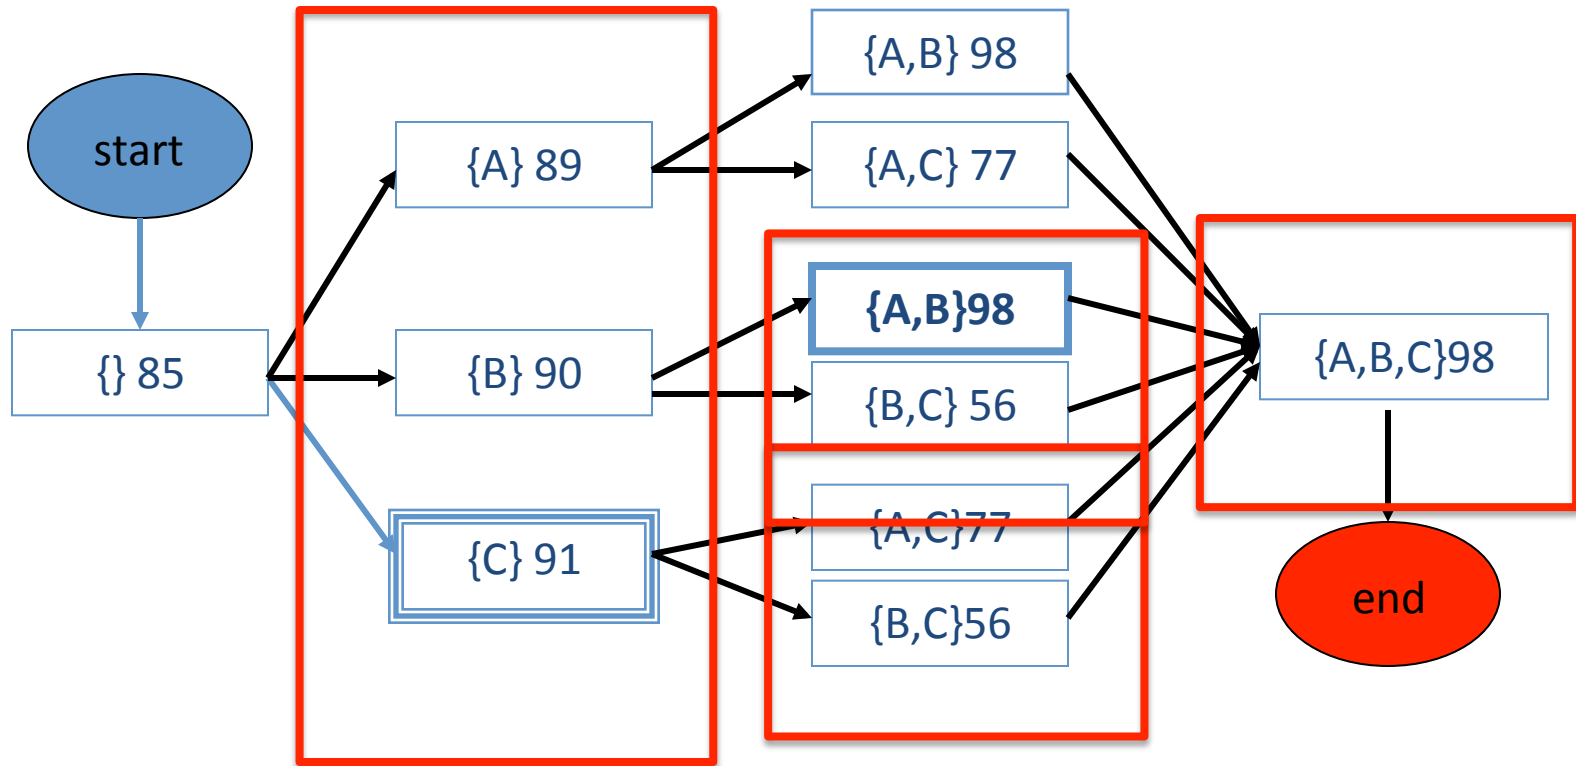 start
{} 85
{A} 89
{B} 90
{C} 91
{A,B} 98
{A,C} 77
{A,B}98
{B,C} 56
{A,C}77
{B,C}56
{A,B,C}98
end